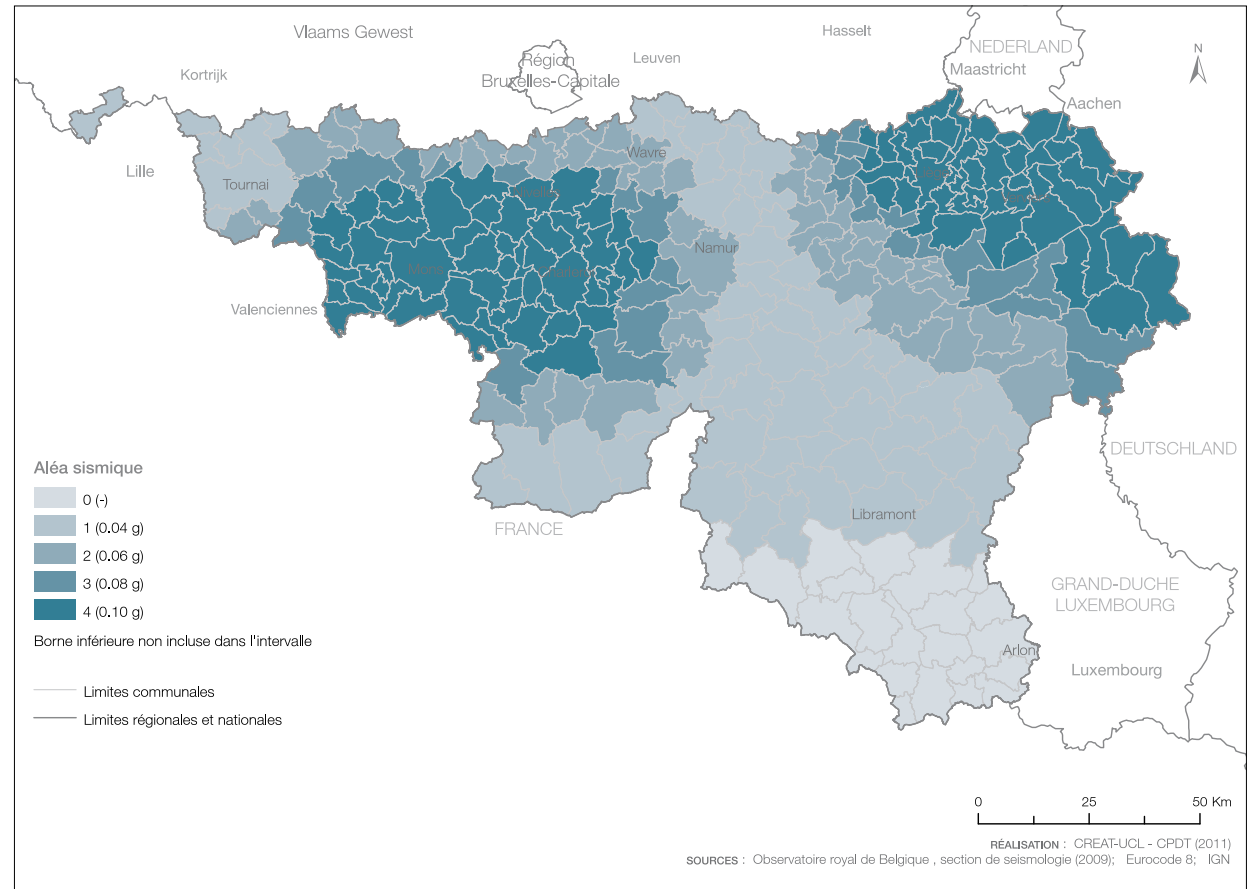 Vlaams Gewest
Hasselt
NEDERLAND
Maastricht
N
Région
Bruxelles-Capitale
Leuven
Kortrijk
Aachen
Lille
Tournai
Wavre
Liège
Namur
Mons
Charleroi
Valenciennes
DEUTSCHLAND
Libramont
FRANCE
GRAND-DUCHE
LUXEMBOURG
Arlon
Luxembourg
Aléa sismique
0 (-)
1 (0.04 g)
2 (0.06 g)
3 (0.08 g)
4 (0.10 g)
Borne inférieure non incluse dans l'intervalle
Limites communales
Limites régionales et nationales
0 25 50 Km
RÉALISATION : CREAT-UCL - CPDT (2011)
SOURCES : Observatoire royal de Belgique , section de seismologie (2009); Eurocode 8; IGN